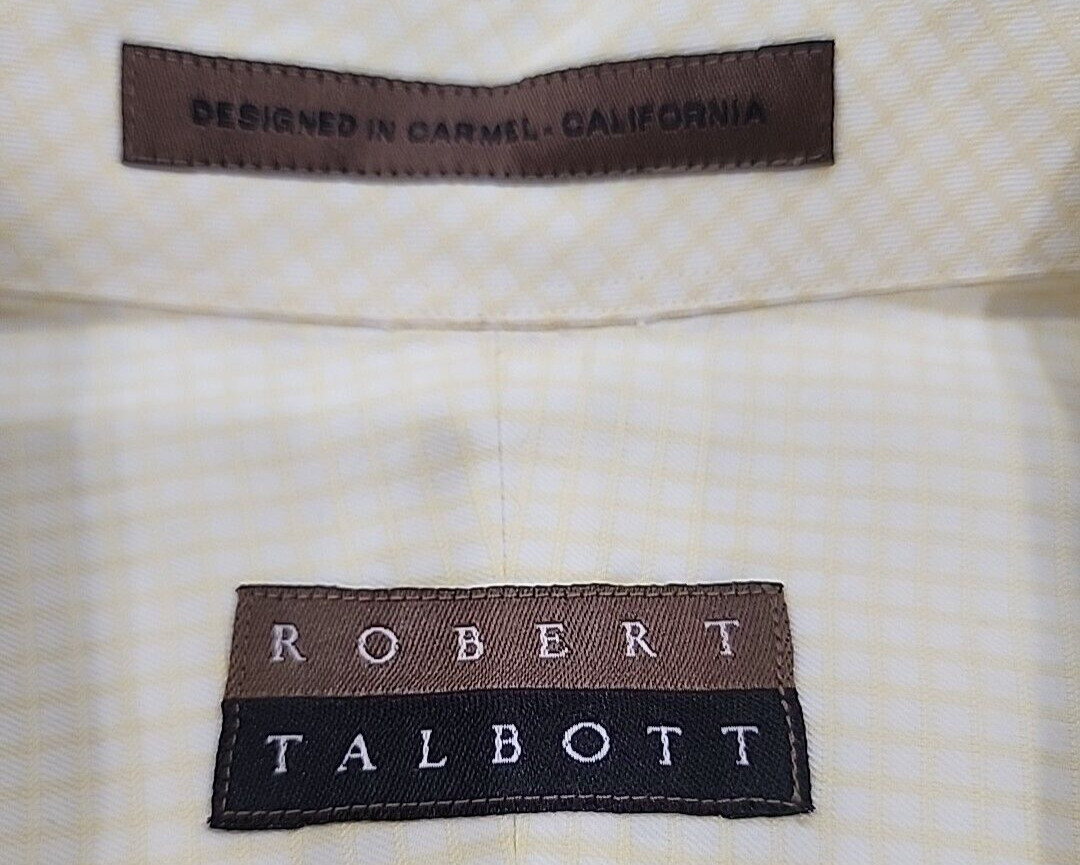 DESIGNED IN CARMEL - CALIFORNIA
ROBERT
TALBOTT